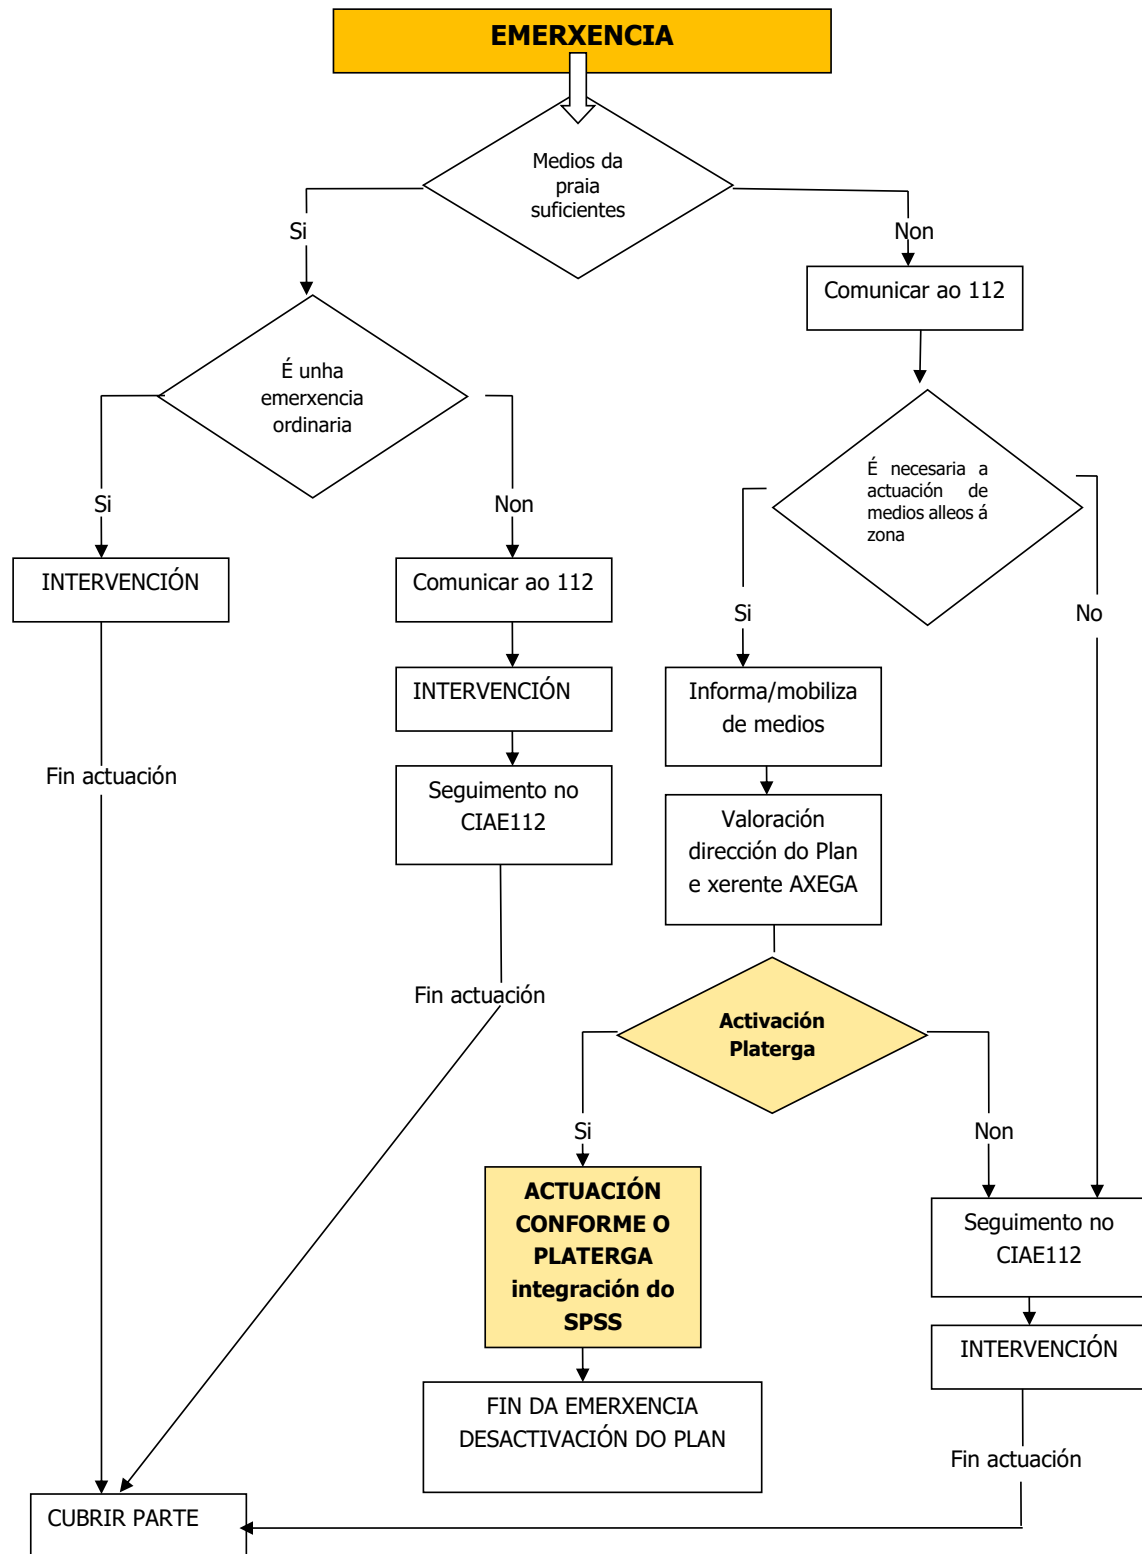 EMERXENCIA
Medios da
praia
suficientes
Si
Non
Comunicar ao 112
É unha
emerxencia
ordinaria
É necesaria a
actuación de
medios alleos á
zona
Si
Non
Si
No
INTERVENCIÓN
Comunicar ao 112
INTERVENCIÓN
Informa/mobiliza
de medios
Fin actuación
Seguimento no
CIAE112
Valoración
dirección do Plan
e xerente AXEGA
Fin actuación
Activación
Platerga
Si
Non
ACTUACIÓN
CONFORME O
PLATERGA
integración do
SPSS
Seguimento no
CIAE112
INTERVENCIÓN
FIN DA EMERXENCIA
DESACTIVACIÓN DO PLAN
Fin actuación
CUBRIR PARTE